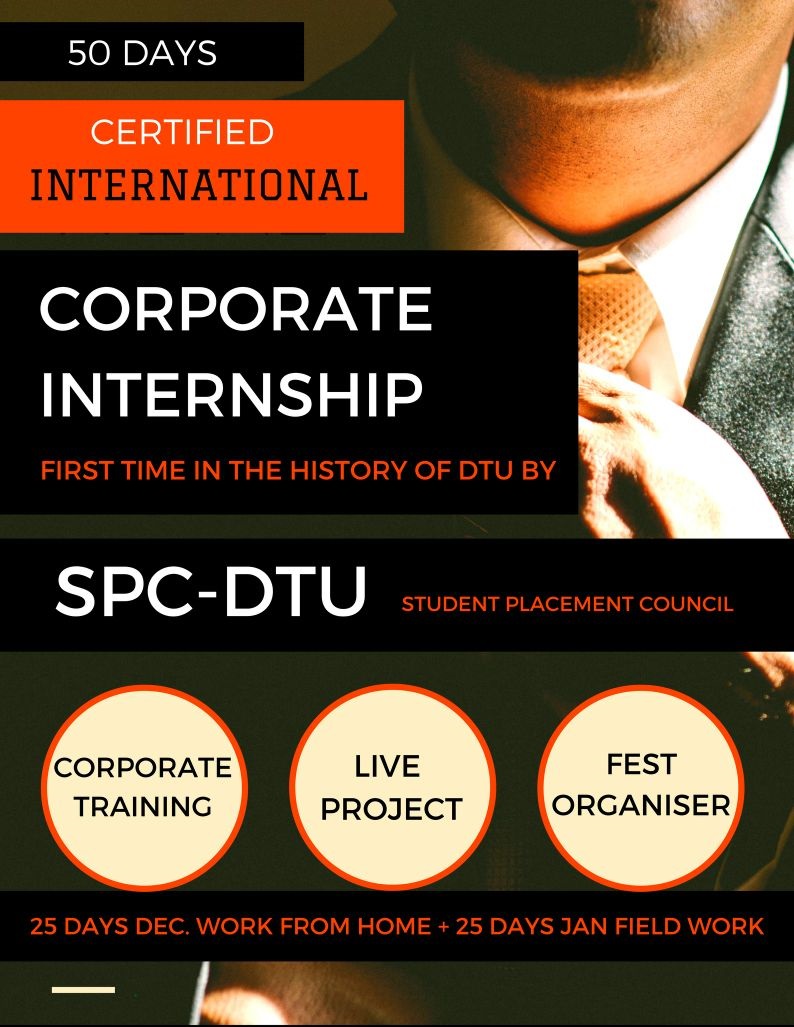 50 DAYS
CERTIFIED
INTERNATIONAL
CORPORATE
INTERNSHIP
FIRST TIME IN THE HISTORY OF DTU BY
SPC-DTU STUDENT PLACEMENT COUNCIL
CORPORATE
TRAINING
LIVE
PROJECT
FEST
ORGANISER
25 DAYS DEC. WORK FROM HOME + 25 DAYS JAN FIELD WORK